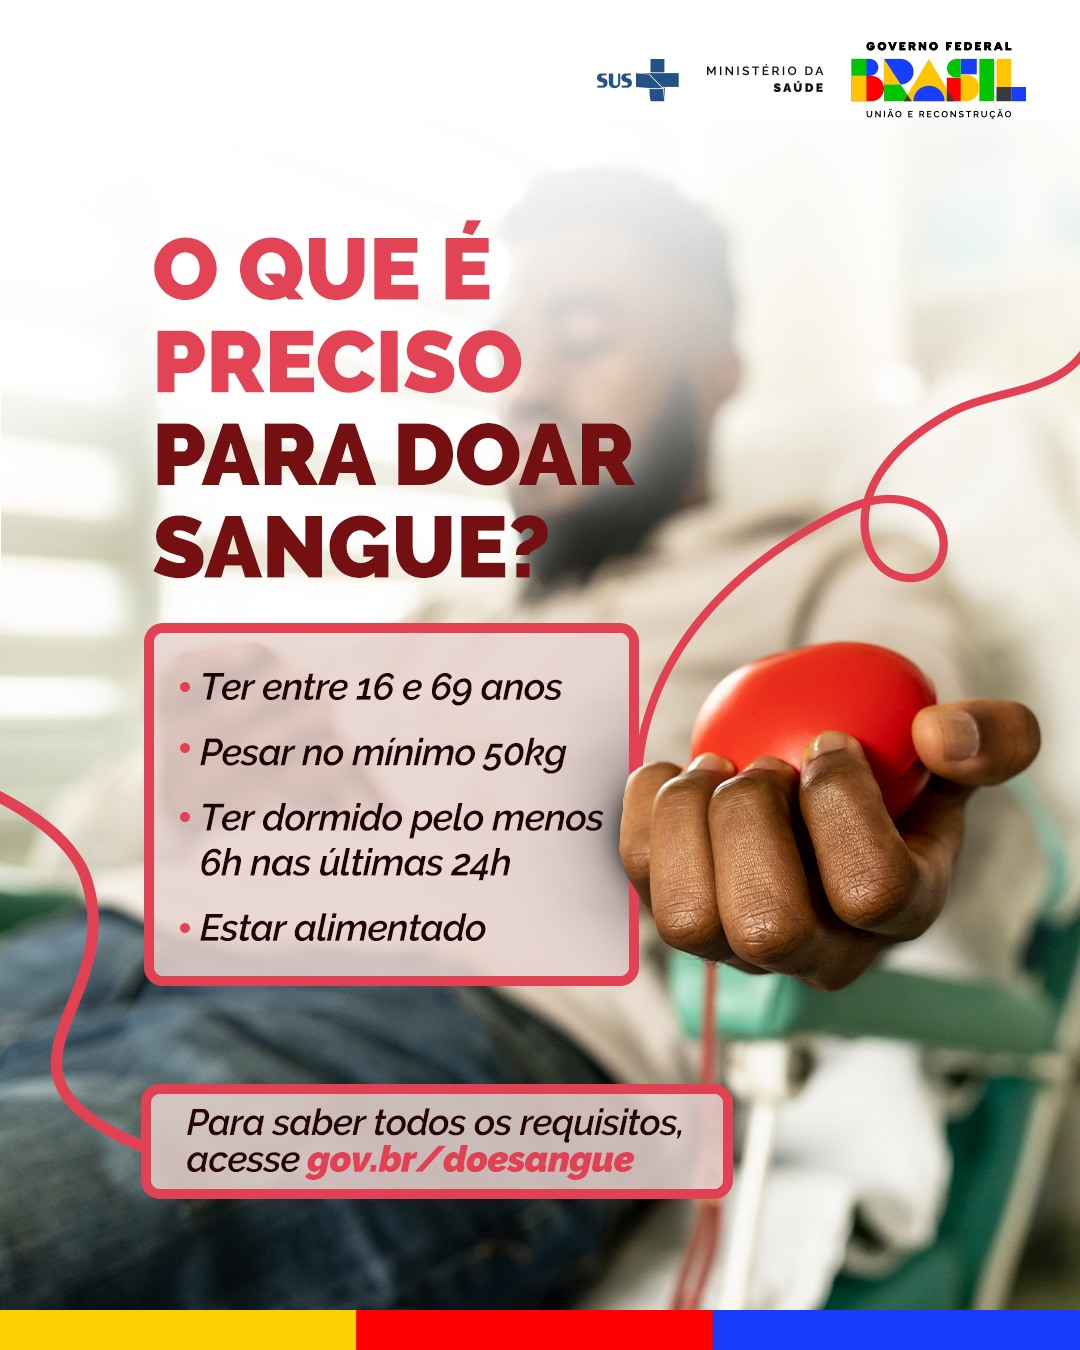 SUS
MINISTÉRIO DA
SAÚDE
GOVERNO FEDERAL
BRASIL
UNIÃO E RECONSTRUÇÃO
O QUE É
PRECISO
PARA DOAR
SANGUE?
• Ter entre 16 e 69 anos
• Pesar no mínimo 50kg
• Ter dormido pelo menos
6h nas últimas 24h
• Estar alimentado
Para saber todos os requisitos,
acesse gov.br/doesangue